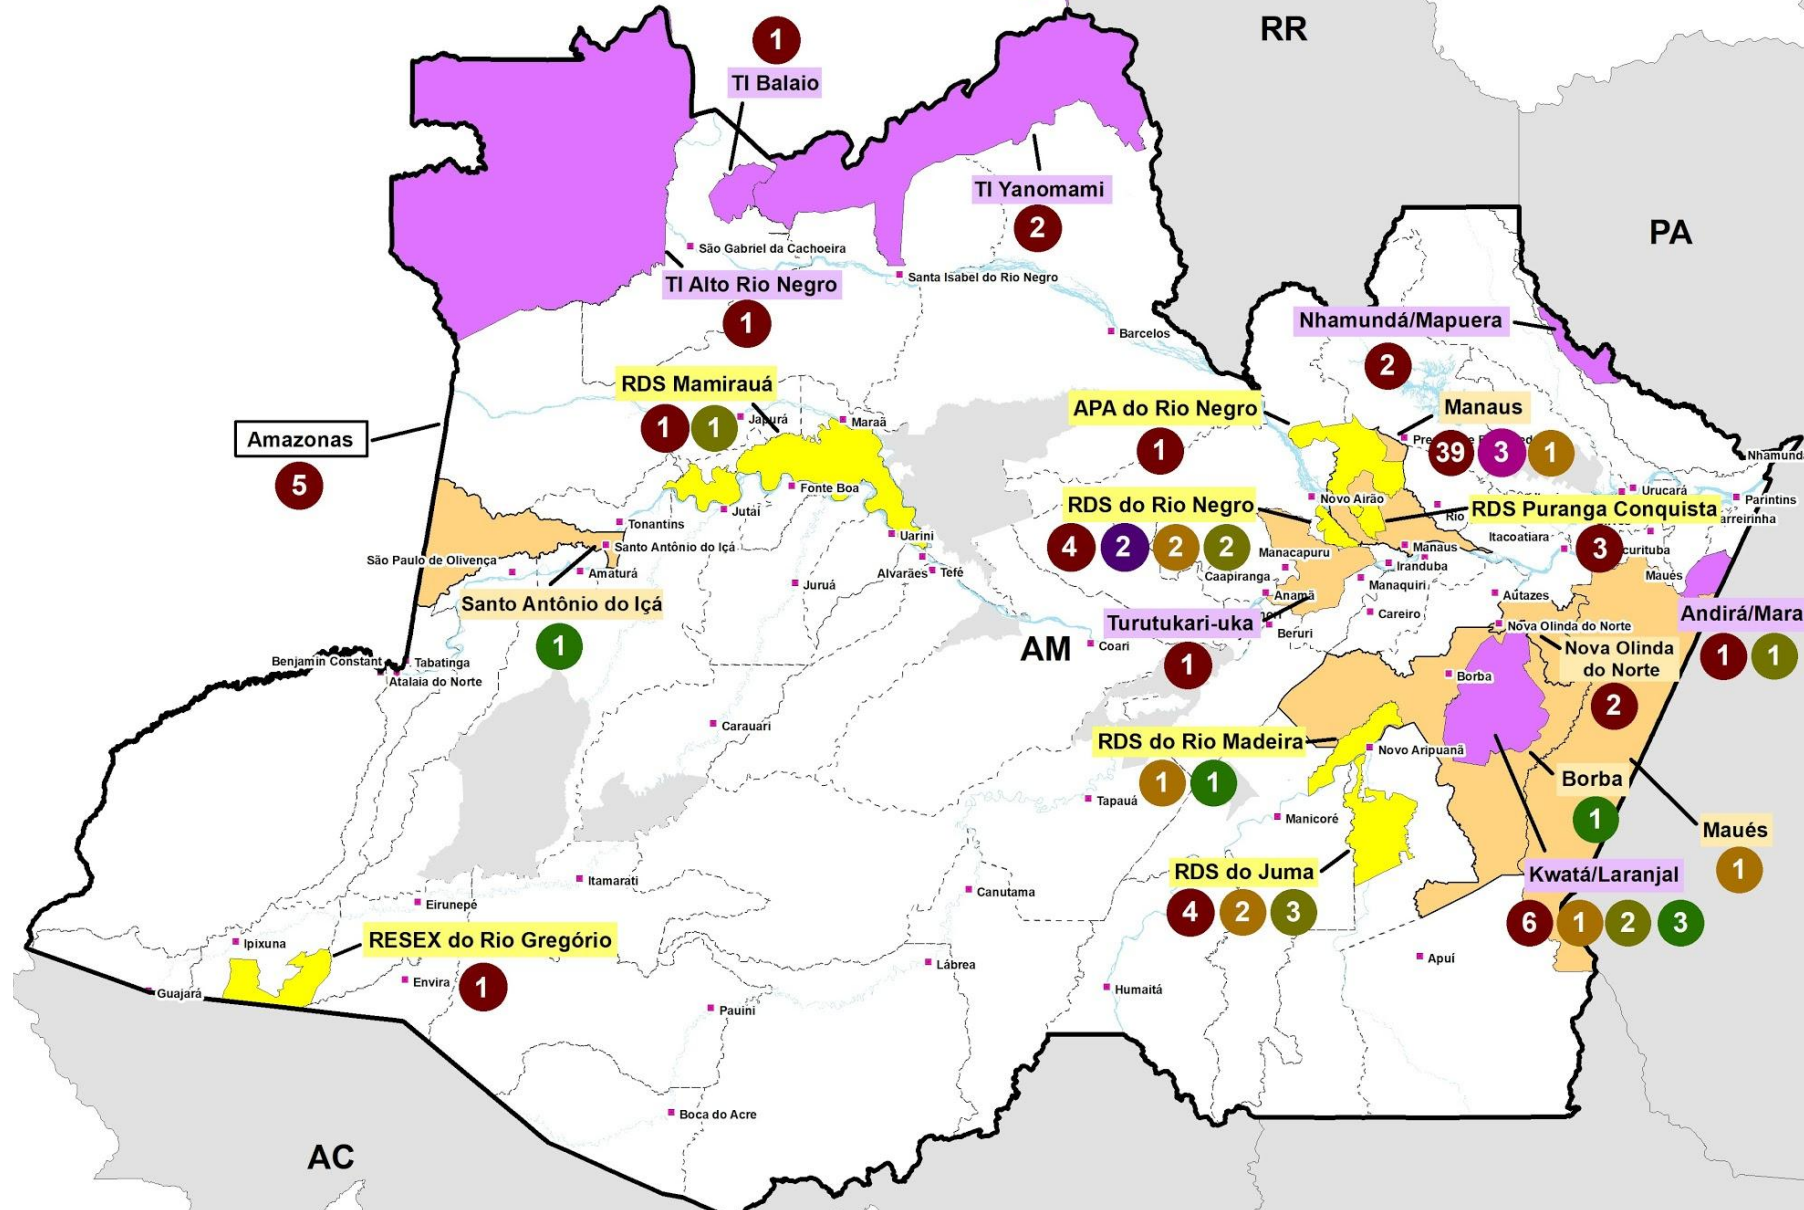 RR
1
TI Balaio
TI Yanomami
2
PA
São Gabriel da Cachoeira
Santa Isabel do Rio Negro
TI Alto Rio Negro
1
Nhamundá/Mapuera
2
Barcelos
RDS Mamirauá
1 1
Japurá
Maraã
APA do Rio Negro
1
Manaus
39 3 1
Amazonas
5
Fonte Boa
Jutaí
Tonantins
Santo Antônio do Içá
São Paulo de Olivença
Amaturá
Uarini
Alvarães
Tefé
Juruá
Santo Antônio do Içá
1
RDS do Rio Negro
4 2 2 2
Novo Airão
Rio
RDS Puranga Conquista
3
Urucará
Parintins
Itacoatiara
Manacapuru
Manaus
Iranduba
Caapiranga
Manaquiri
Anamã
Careiro
Autazes
Maués
Beruri
Turutukari-uka
1
AM
Coari
Nova Olinda do Norte
Nova Olinda
do Norte
2
Andirá/Mara
1 1
Benjamin Constant
Tabatinga
Atalaia do Norte
Borba
Carauari
RDS do Rio Madeira
1 1
Novo Aripuanã
Borba
1
Maués
1
Tapauá
Manicoré
RDS do Juma
4 2 3
Kwatá/Laranjal
6 1 2 3
Itamarati
Canutama
Eirunepé
Ipixuna
RESEX do Rio Gregório
1
Envira
Guajará
Lábrea
Apuí
Humaitá
Pauini
Boca do Acre
AC